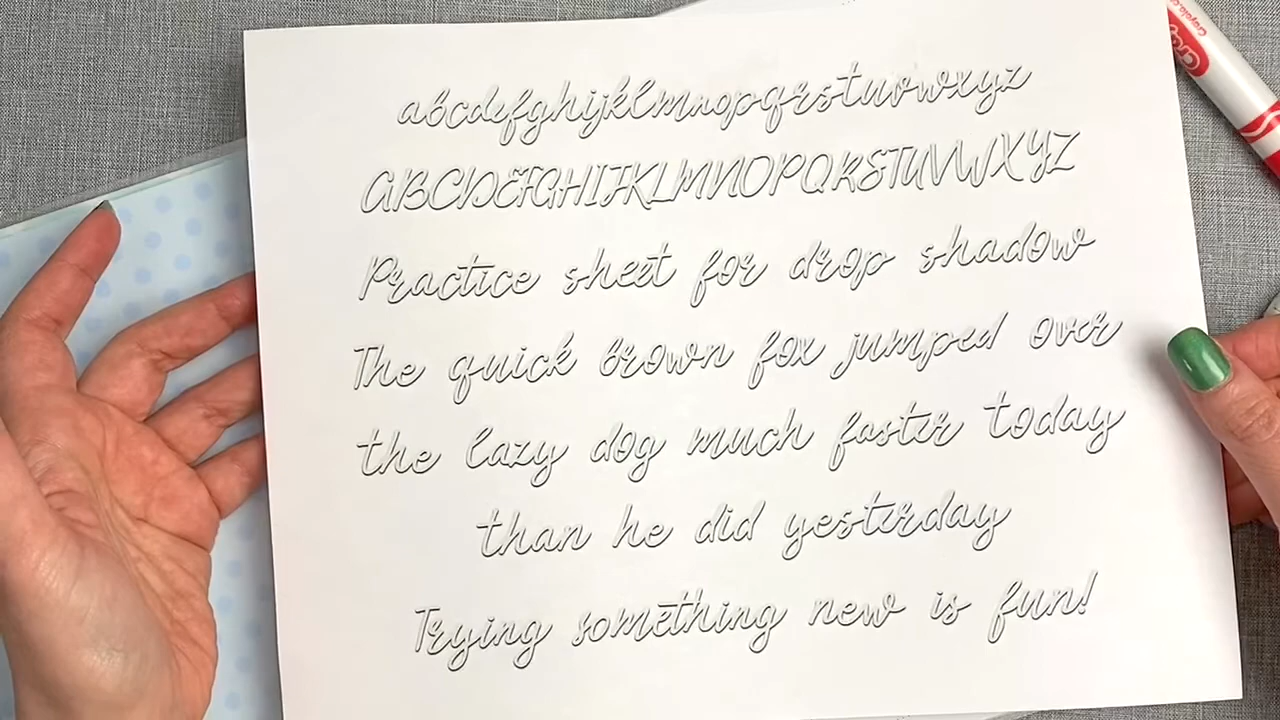 abcdefghijklmnopqrstuvwxyz
ABCDEFGHIJKLMNOPQRSTUVWXYZ
Practice sheet for drop shadow
The quick brown fox jumped over
the lazy dog much faster today
than he did yesterday
Trying something new is fun!